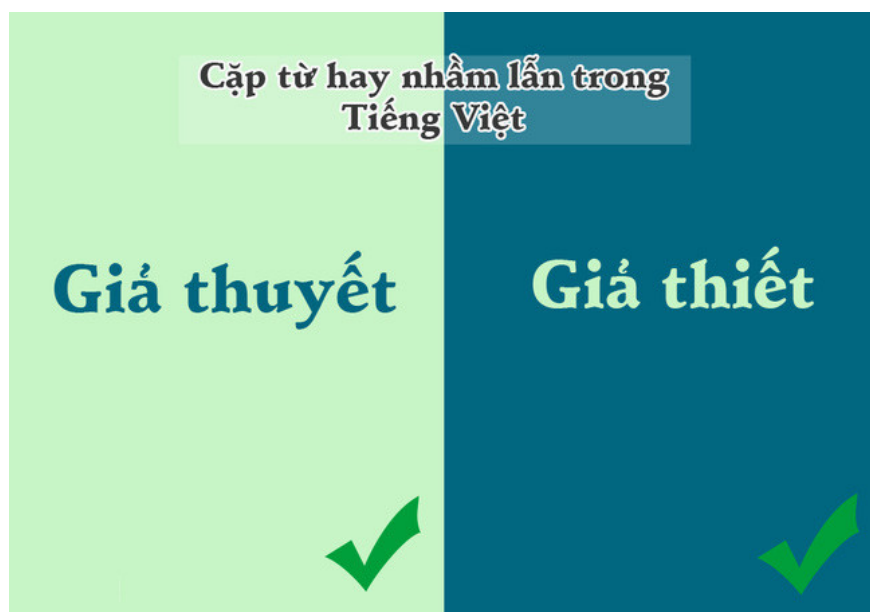 Cặp từ hay nhầm lẫn trong
Tiếng Việt
Giả thuyết
Giả thiết